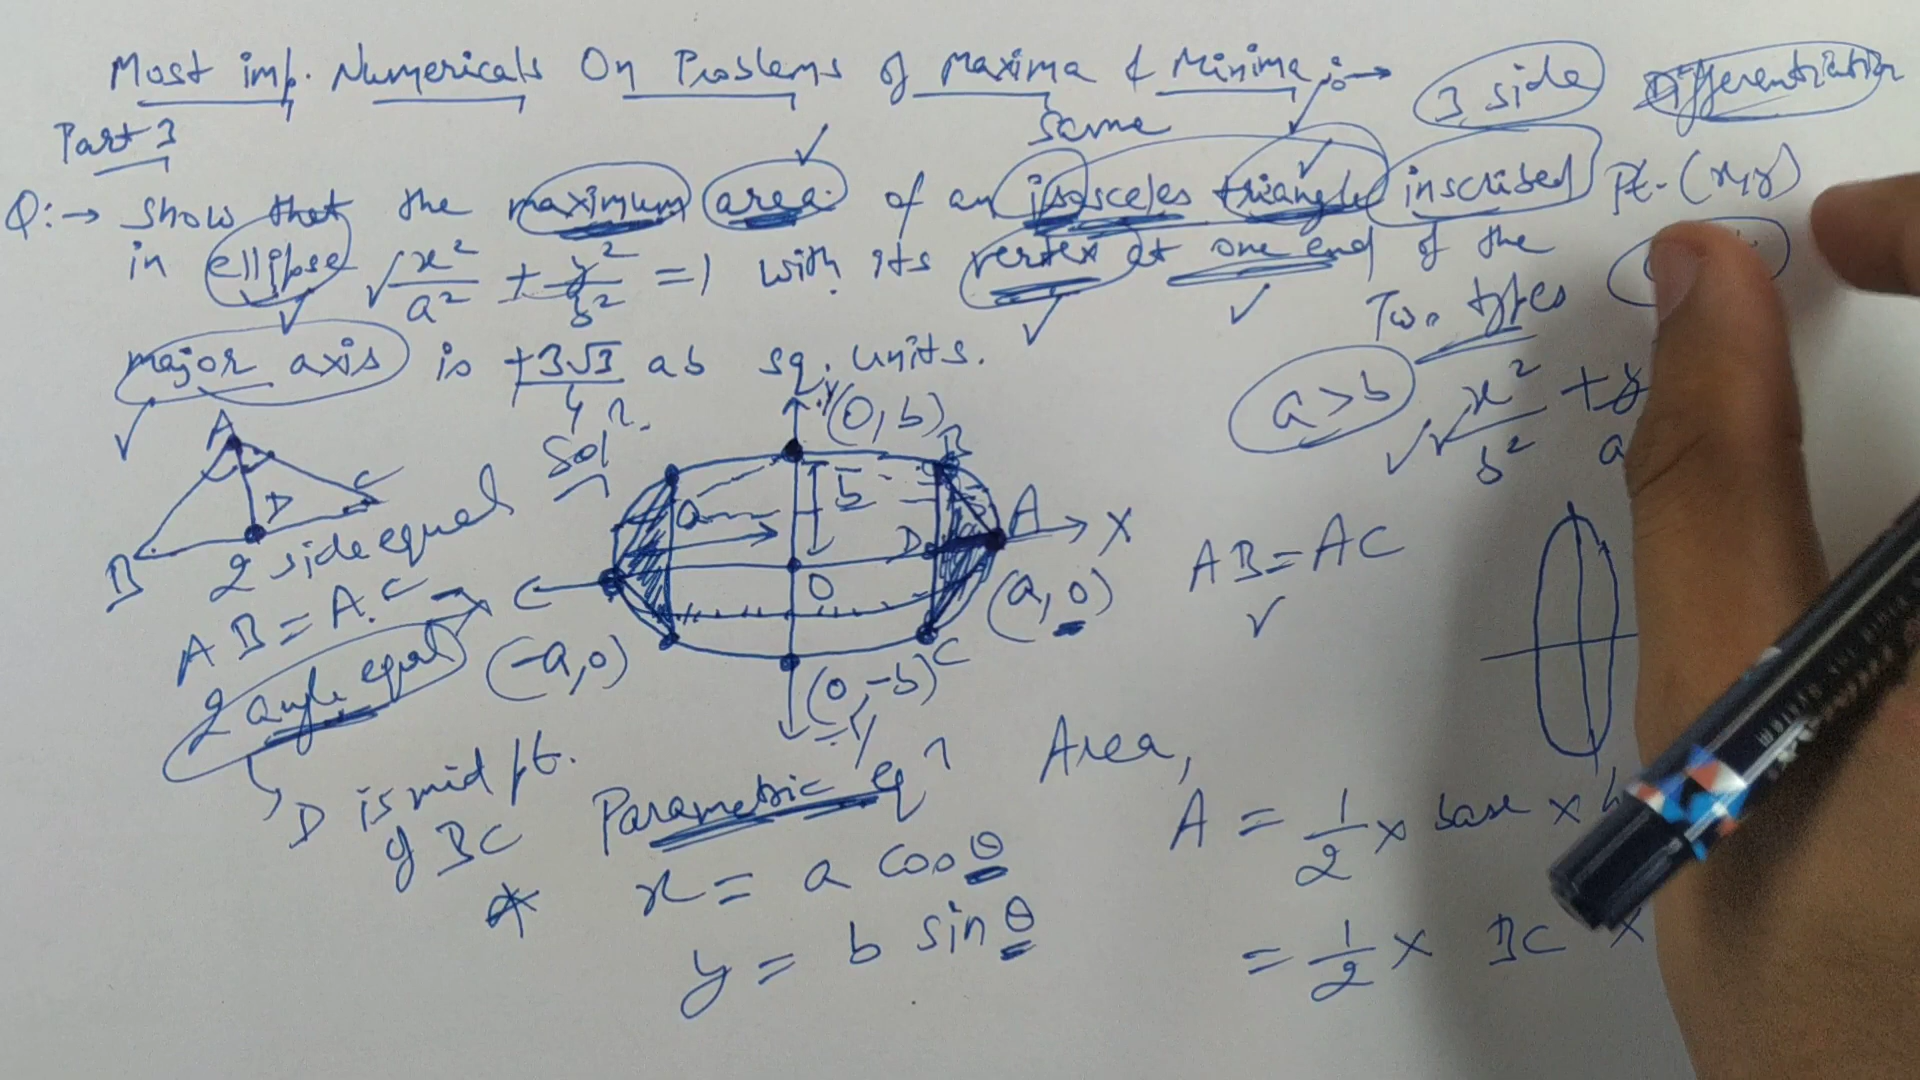 Most imp. Numericals On Problems of Maxima & Minima :→
3 side
Differentiation
Part 3
Same
Q:→ Show that the maximum area of an isosceles triangle inscribed
Pt. (x,y)
in ellipse √x²/a² + y²/b² = 1 with its vertex at one end of the
major axis is 3√3/4 ab sq. units.
Two types
a>b
x²/b² + y
a
Solⁿ.
A
B
D
C
2 side equal
AB = AC
2 angle equal
D is mid pt.
of BC
Y
(0,b)
B
b
a
D
A
X
O
(a,0)
(-a,0)
(0,-b)
C
-Y
AB = AC
Parametric eqⁿ
x = a cosθ
y = b sinθ
Area,
A = 1/2 × base × h
= 1/2 × BC ×